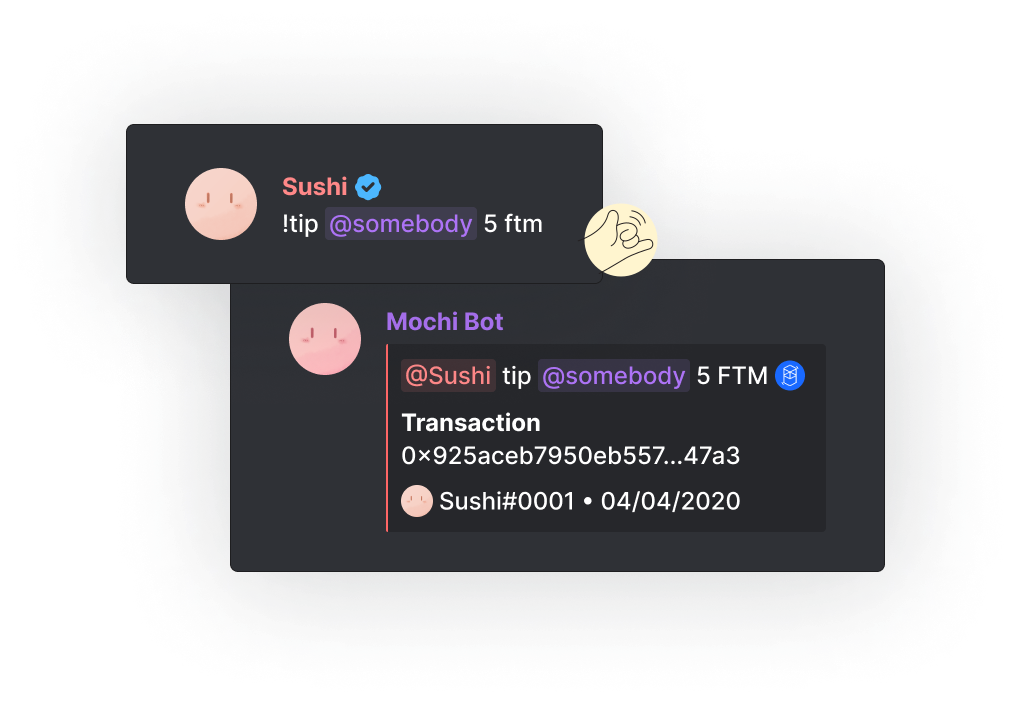 Sushi
!tip @somebody 5 ftm
Mochi Bot
@Sushi tip @somebody 5 FTM
Transaction
0×925aceb7950eb557...47a3
Sushi#0001 • 04/04/2020